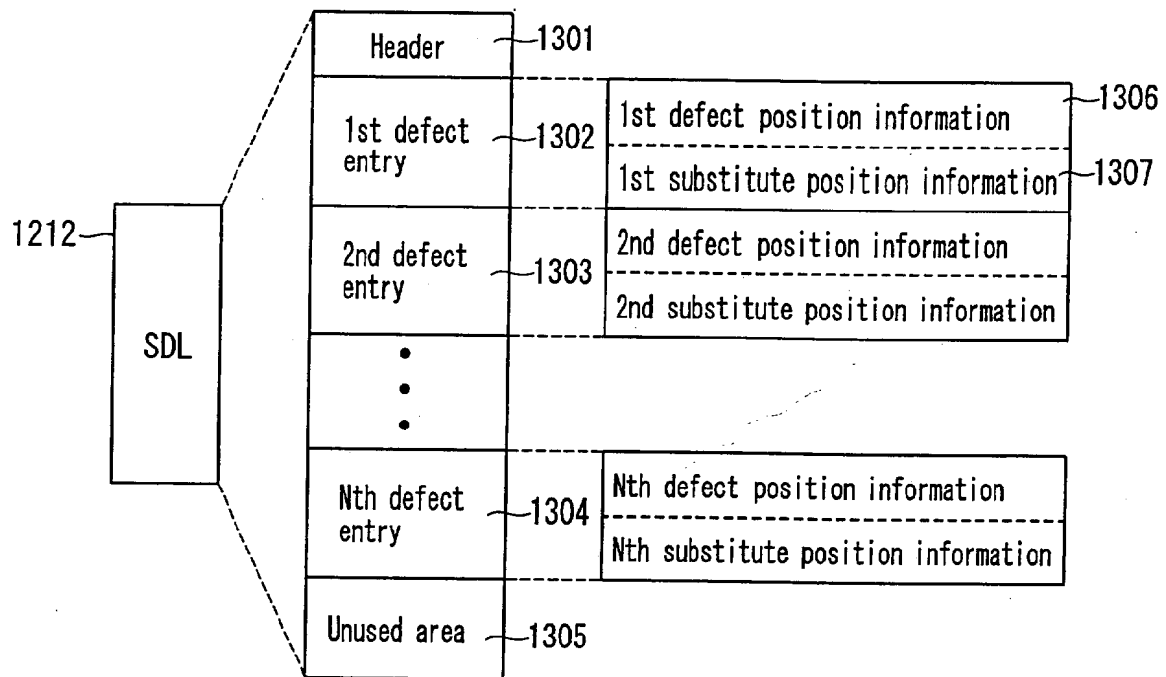 Header
1301
1st defect
entry
1302
1st defect position information
1306
1st substitute position information
1307
1212
SDL
2nd defect
entry
1303
2nd defect position information
2nd substitute position information
Nth defect
entry
1304
Nth defect position information
Nth substitute position information
Unused area
1305